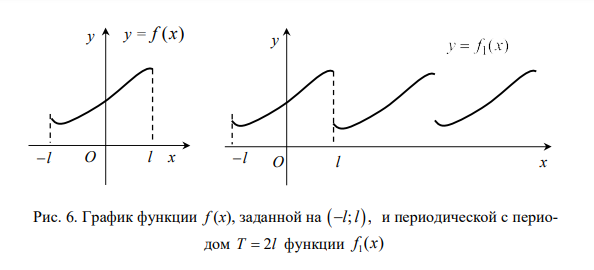 y y = f(x)
–l O l x
y y = f₁(x)
–l O l x
Рис. 6. График функции f(x), заданной на (−l; l), и периодической с перио-
дом T = 2l функции f₁(x)